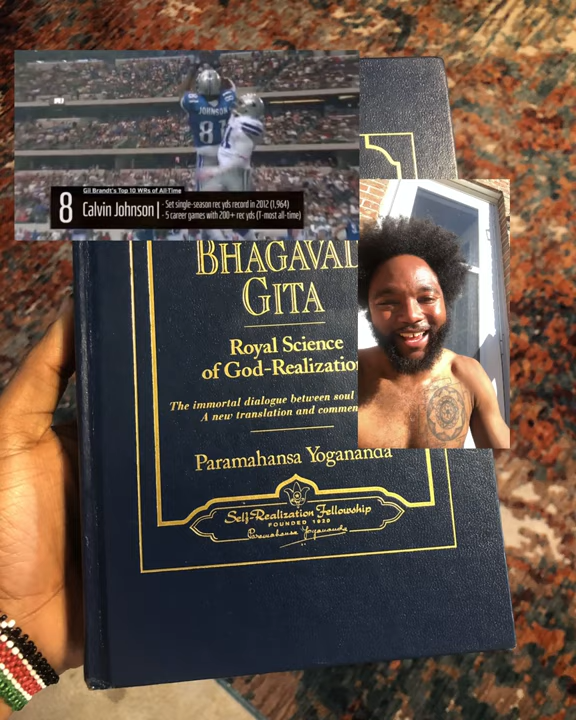 JOHNSON
81
Gil Brandt's Top 10 WRs of All-Time
8 Calvin Johnson
- Set single-season rec yds record in 2012 (1,964)
- 5 career games with 200+ rec yds (T-most all-time)
BHAGAVAD
GITA
Royal Science
of God-Realization
The immortal dialogue between soul
A new translation and
Paramahansa Yogananda
Self-Realization Fellowship
FOUNDED 1920
Paramahansa Yogananda